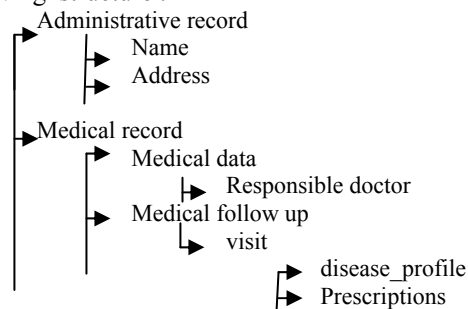 Administrative record
Name
Address
Medical record
Medical data
Responsible doctor
Medical follow up
visit
disease_profile
Prescriptions